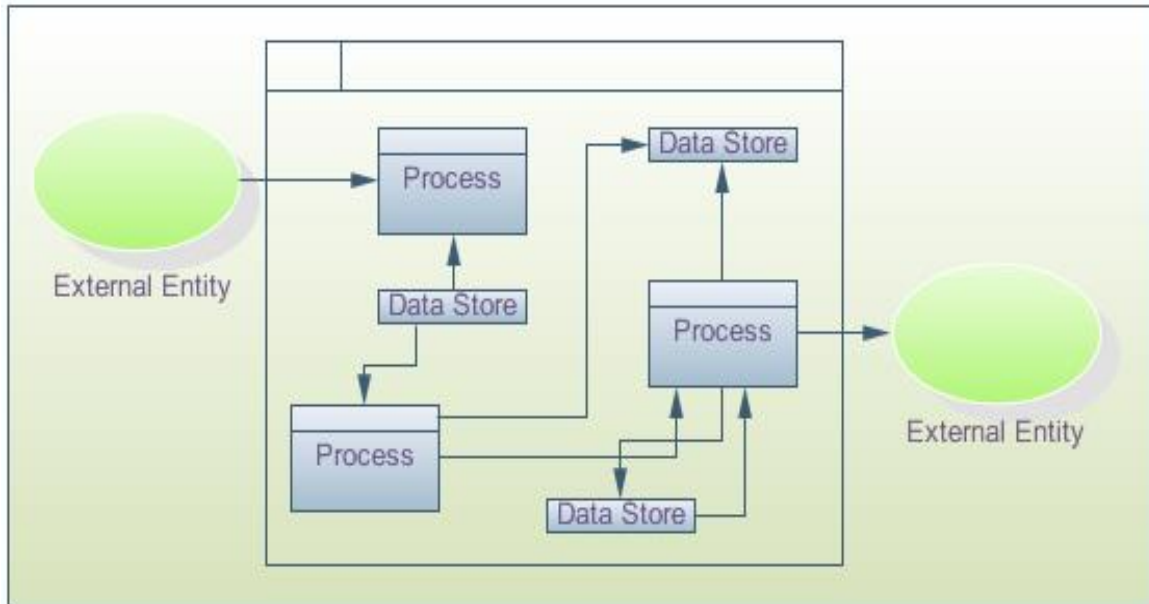 Data Store
Process
External Entity
Data Store
Process
Process
External Entity
Data Store